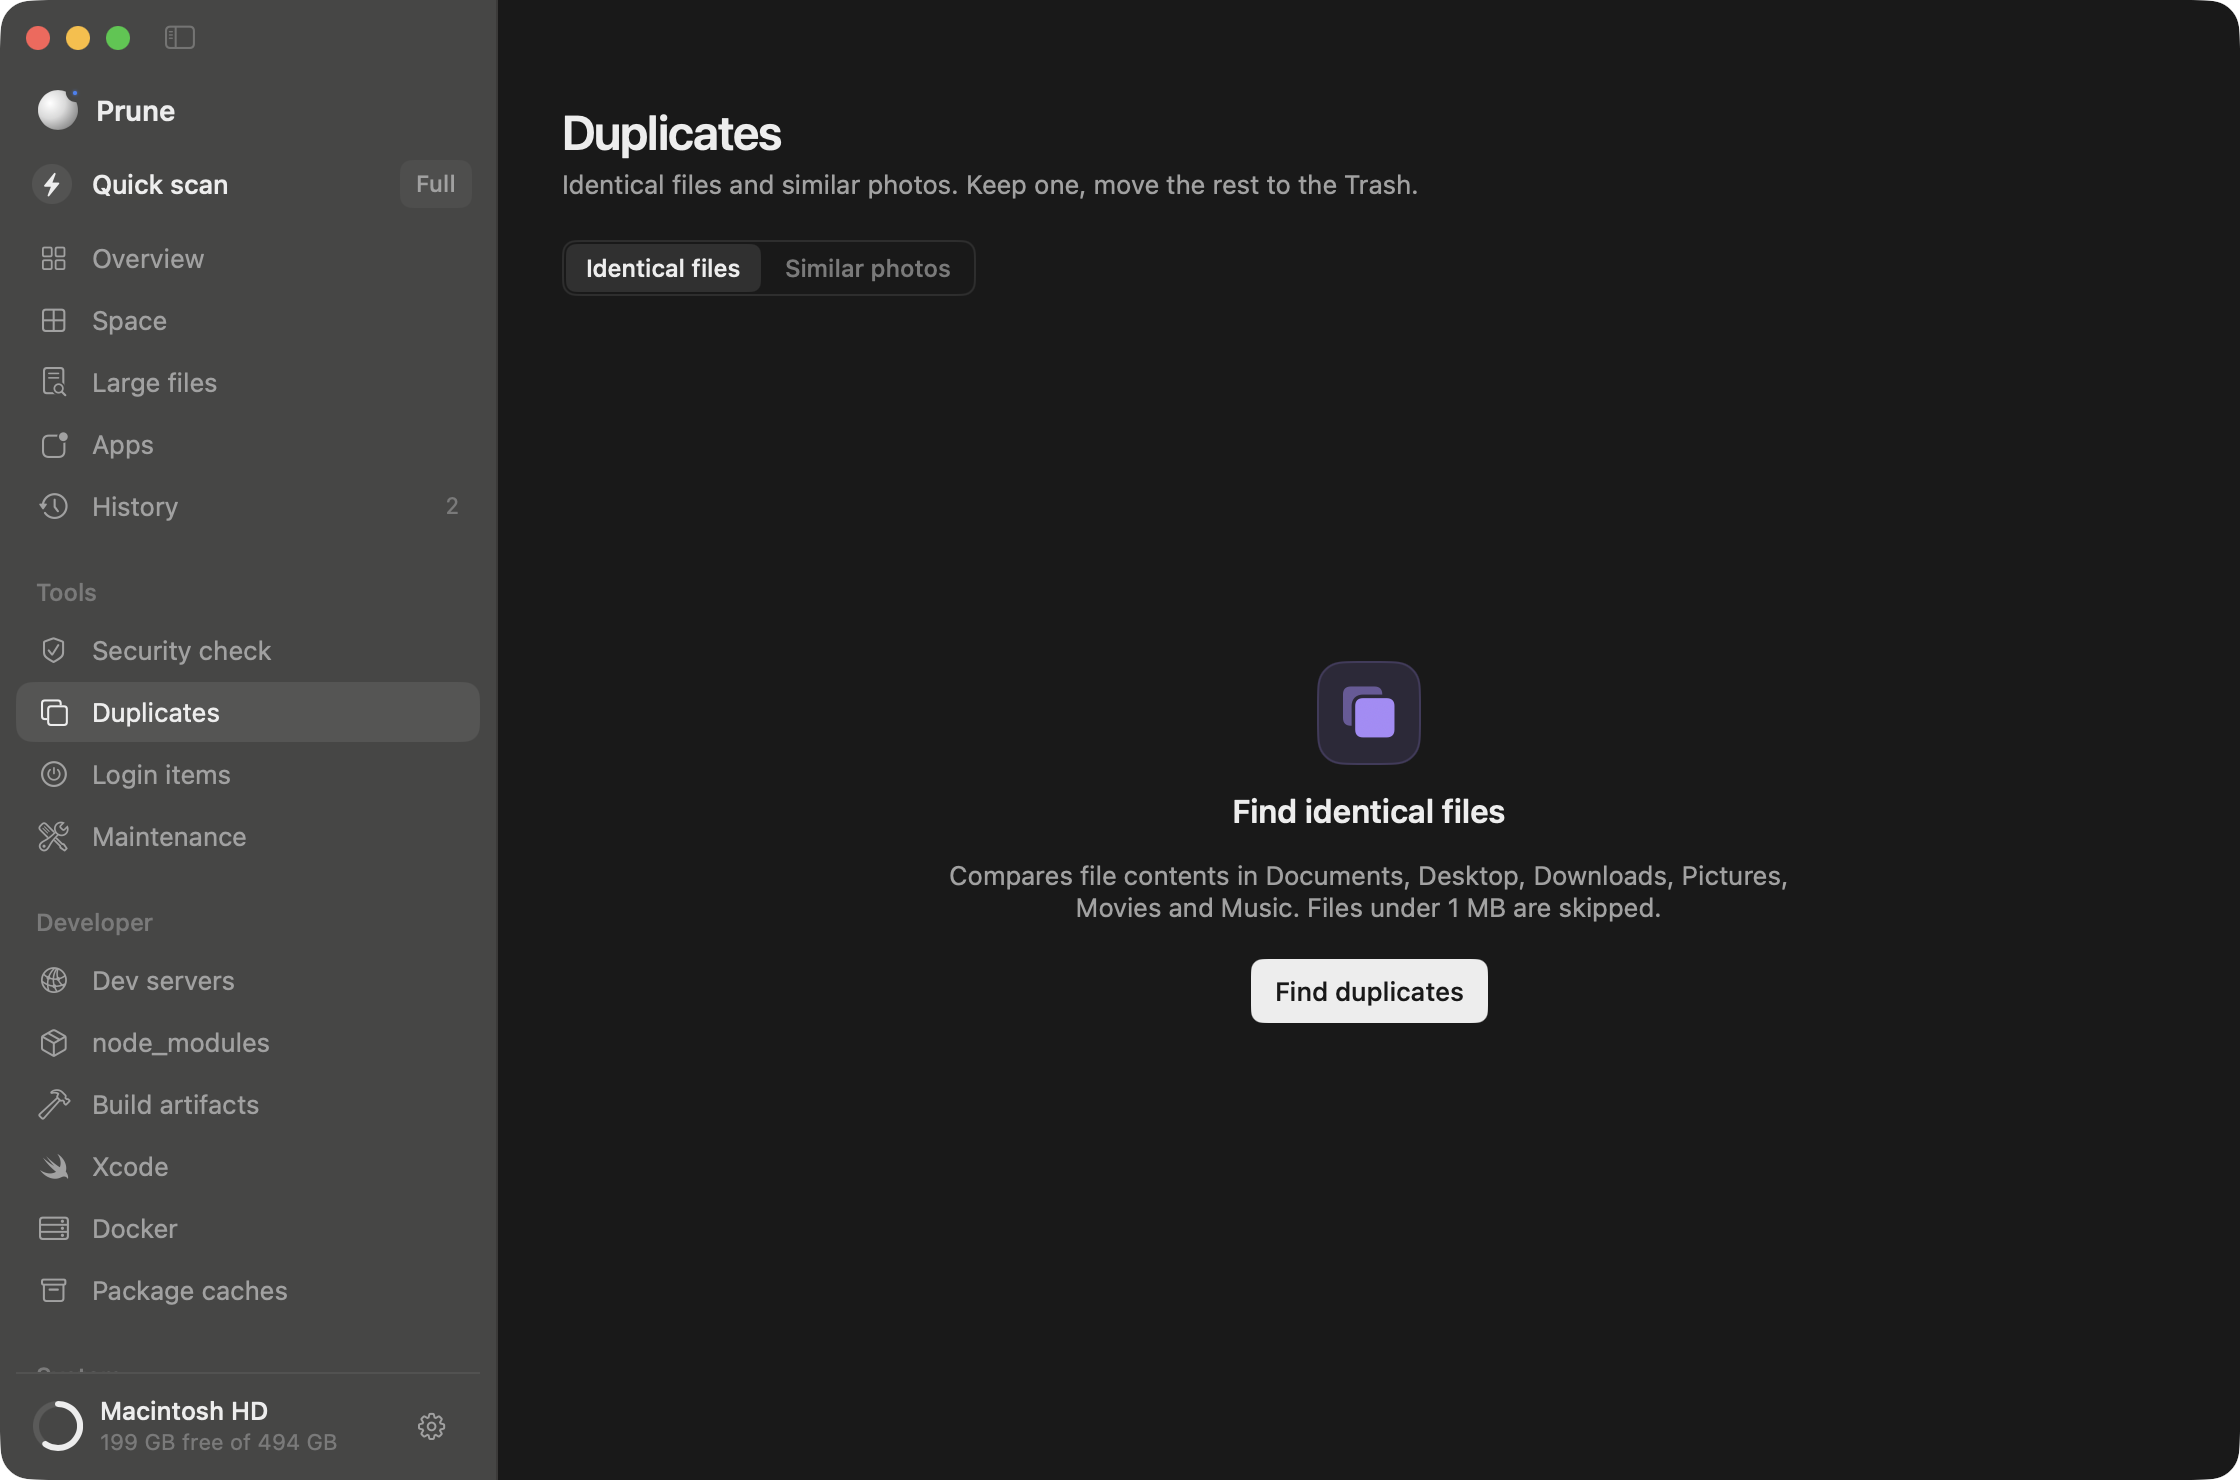 Prune
Quick scan
Full
Overview
Space
Large files
Apps
History
2
Tools
Security check
Duplicates
Login items
Maintenance
Developer
Dev servers
node_modules
Build artifacts
Xcode
Docker
Package caches
Macintosh HD
199 GB free of 494 GB
Duplicates
Identical files and similar photos. Keep one, move the rest to the Trash.
Identical files
Similar photos
Find identical files
Compares file contents in Documents, Desktop, Downloads, Pictures,
Movies and Music. Files under 1 MB are skipped.
Find duplicates